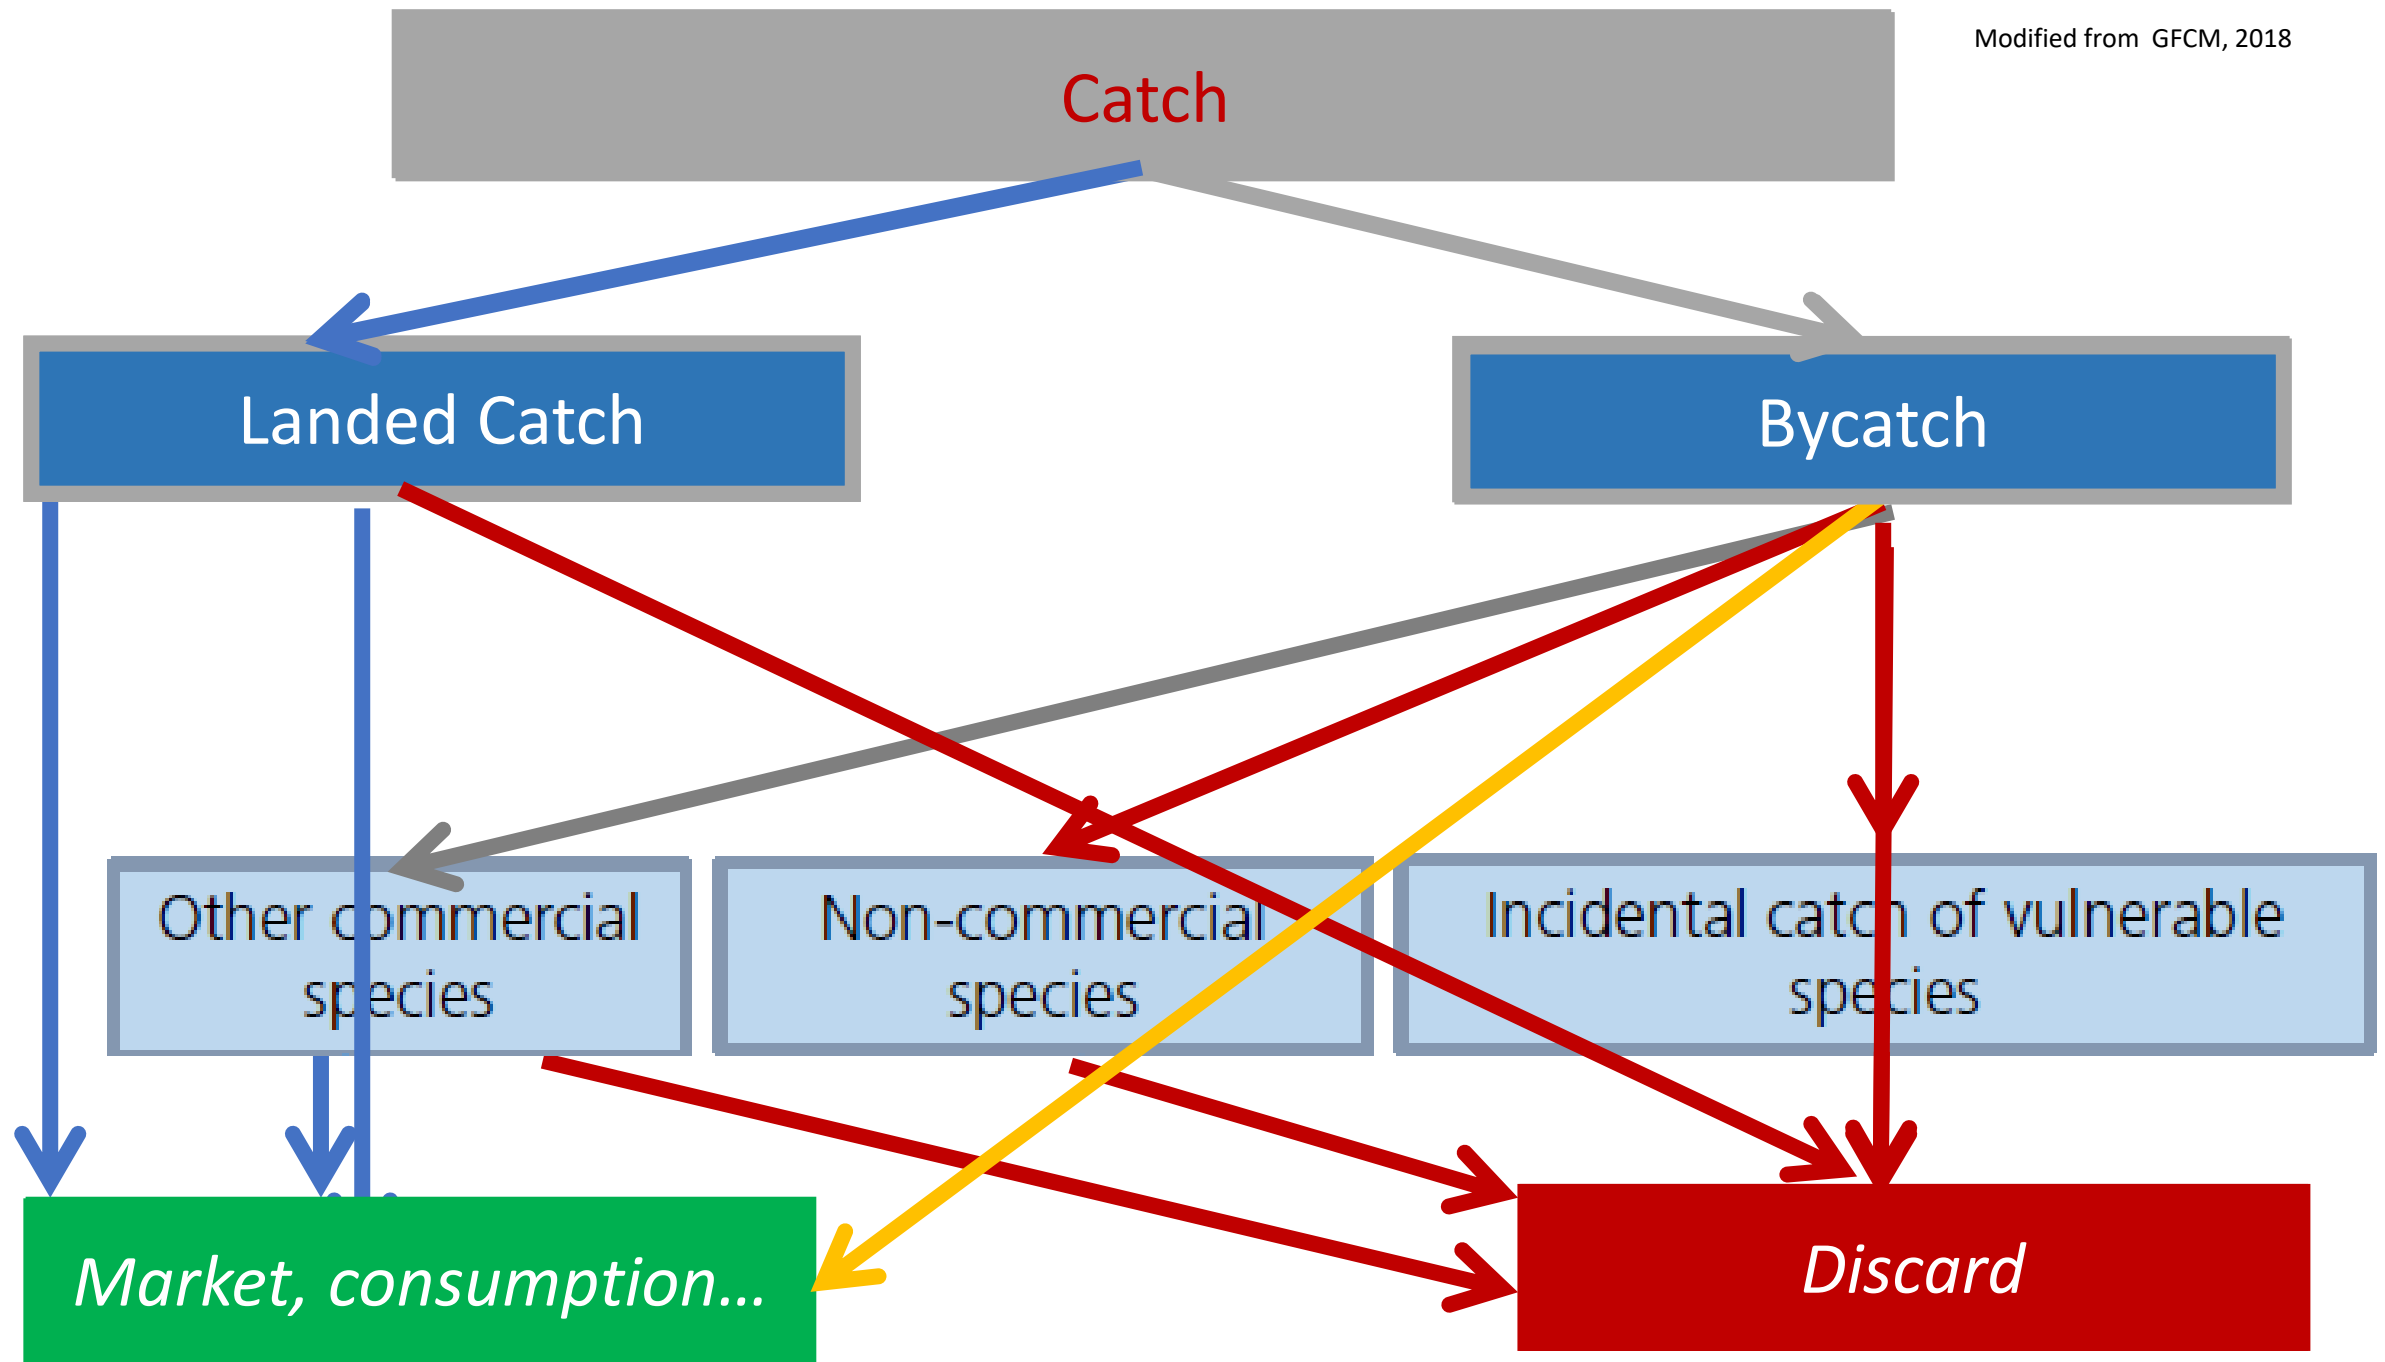 Modified from GFCM, 2018
Catch
Landed Catch
Bycatch
Other commercial
species
Non-commercial
species
Incidental catch of vulnerable
species
Market, consumption...
Discard